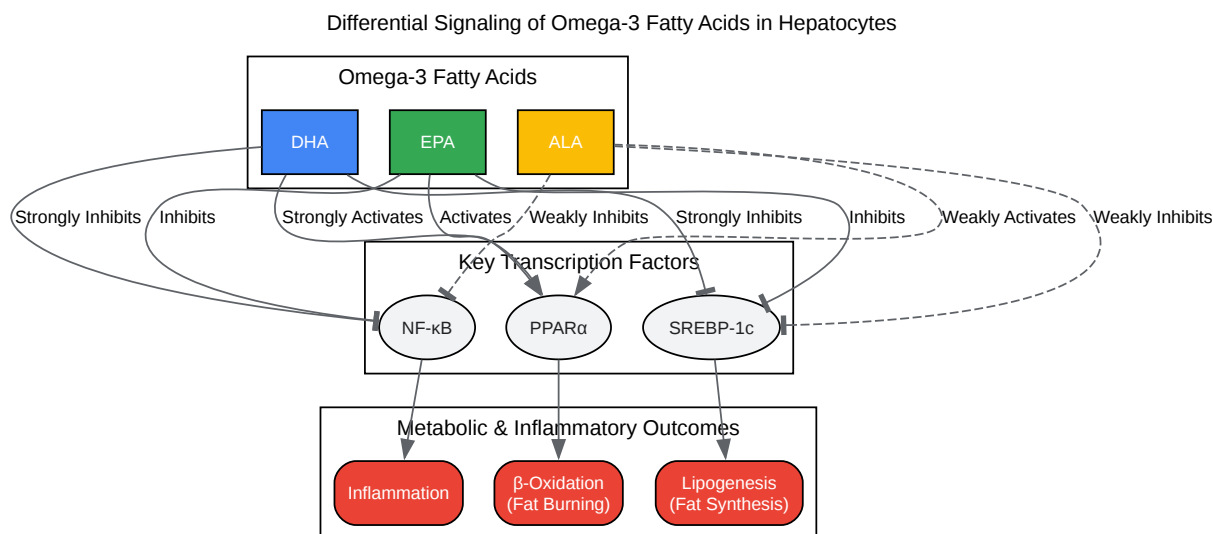 Differential Signaling of Omega-3 Fatty Acids in Hepatocytes
Omega-3 Fatty Acids
DHA
EPA
ALA
Strongly Inhibits
Inhibits
Strongly Activates
Activates
Weakly Inhibits
Strongly Inhibits
Inhibits
Weakly Activates
Weakly Inhibits
Key Transcription Factors
NF-κB
PPARα
SREBP-1c
Metabolic & Inflammatory Outcomes
Inflammation
β-Oxidation
(Fat Burning)
Lipogenesis
(Fat Synthesis)